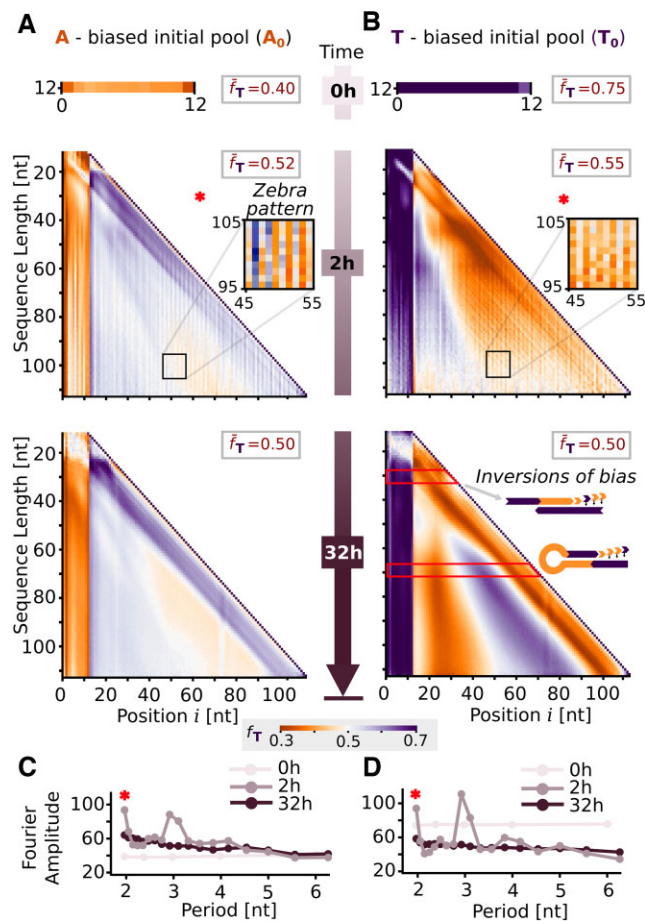 A
A - biased initial pool (A₀)
Time
B
T - biased initial pool (T₀)
12
0
12
f̄T=0.40
0h
12
0
12
f̄T=0.75
Sequence Length [nt]
20
40
60
80
100
f̄T=0.52
*
Zebra
pattern
105
95
45
55
2h
f̄T=0.55
*
105
95
45
55
Sequence Length [nt]
20
40
60
80
100
f̄T=0.50
32h
f̄T=0.50
Inversions of bias
0
20
40
60
80
100
Position i [nt]
0
10
20
40
60
80
100
Position i [nt]
fT
0.3
0.5
0.7
C
0h
2h
32h
*
Fourier
Amplitude
100
60
20
2
3
4
5
6
Period [nt]
D
0h
2h
32h
*
100
60
20
2
3
4
5
6
Period [nt]